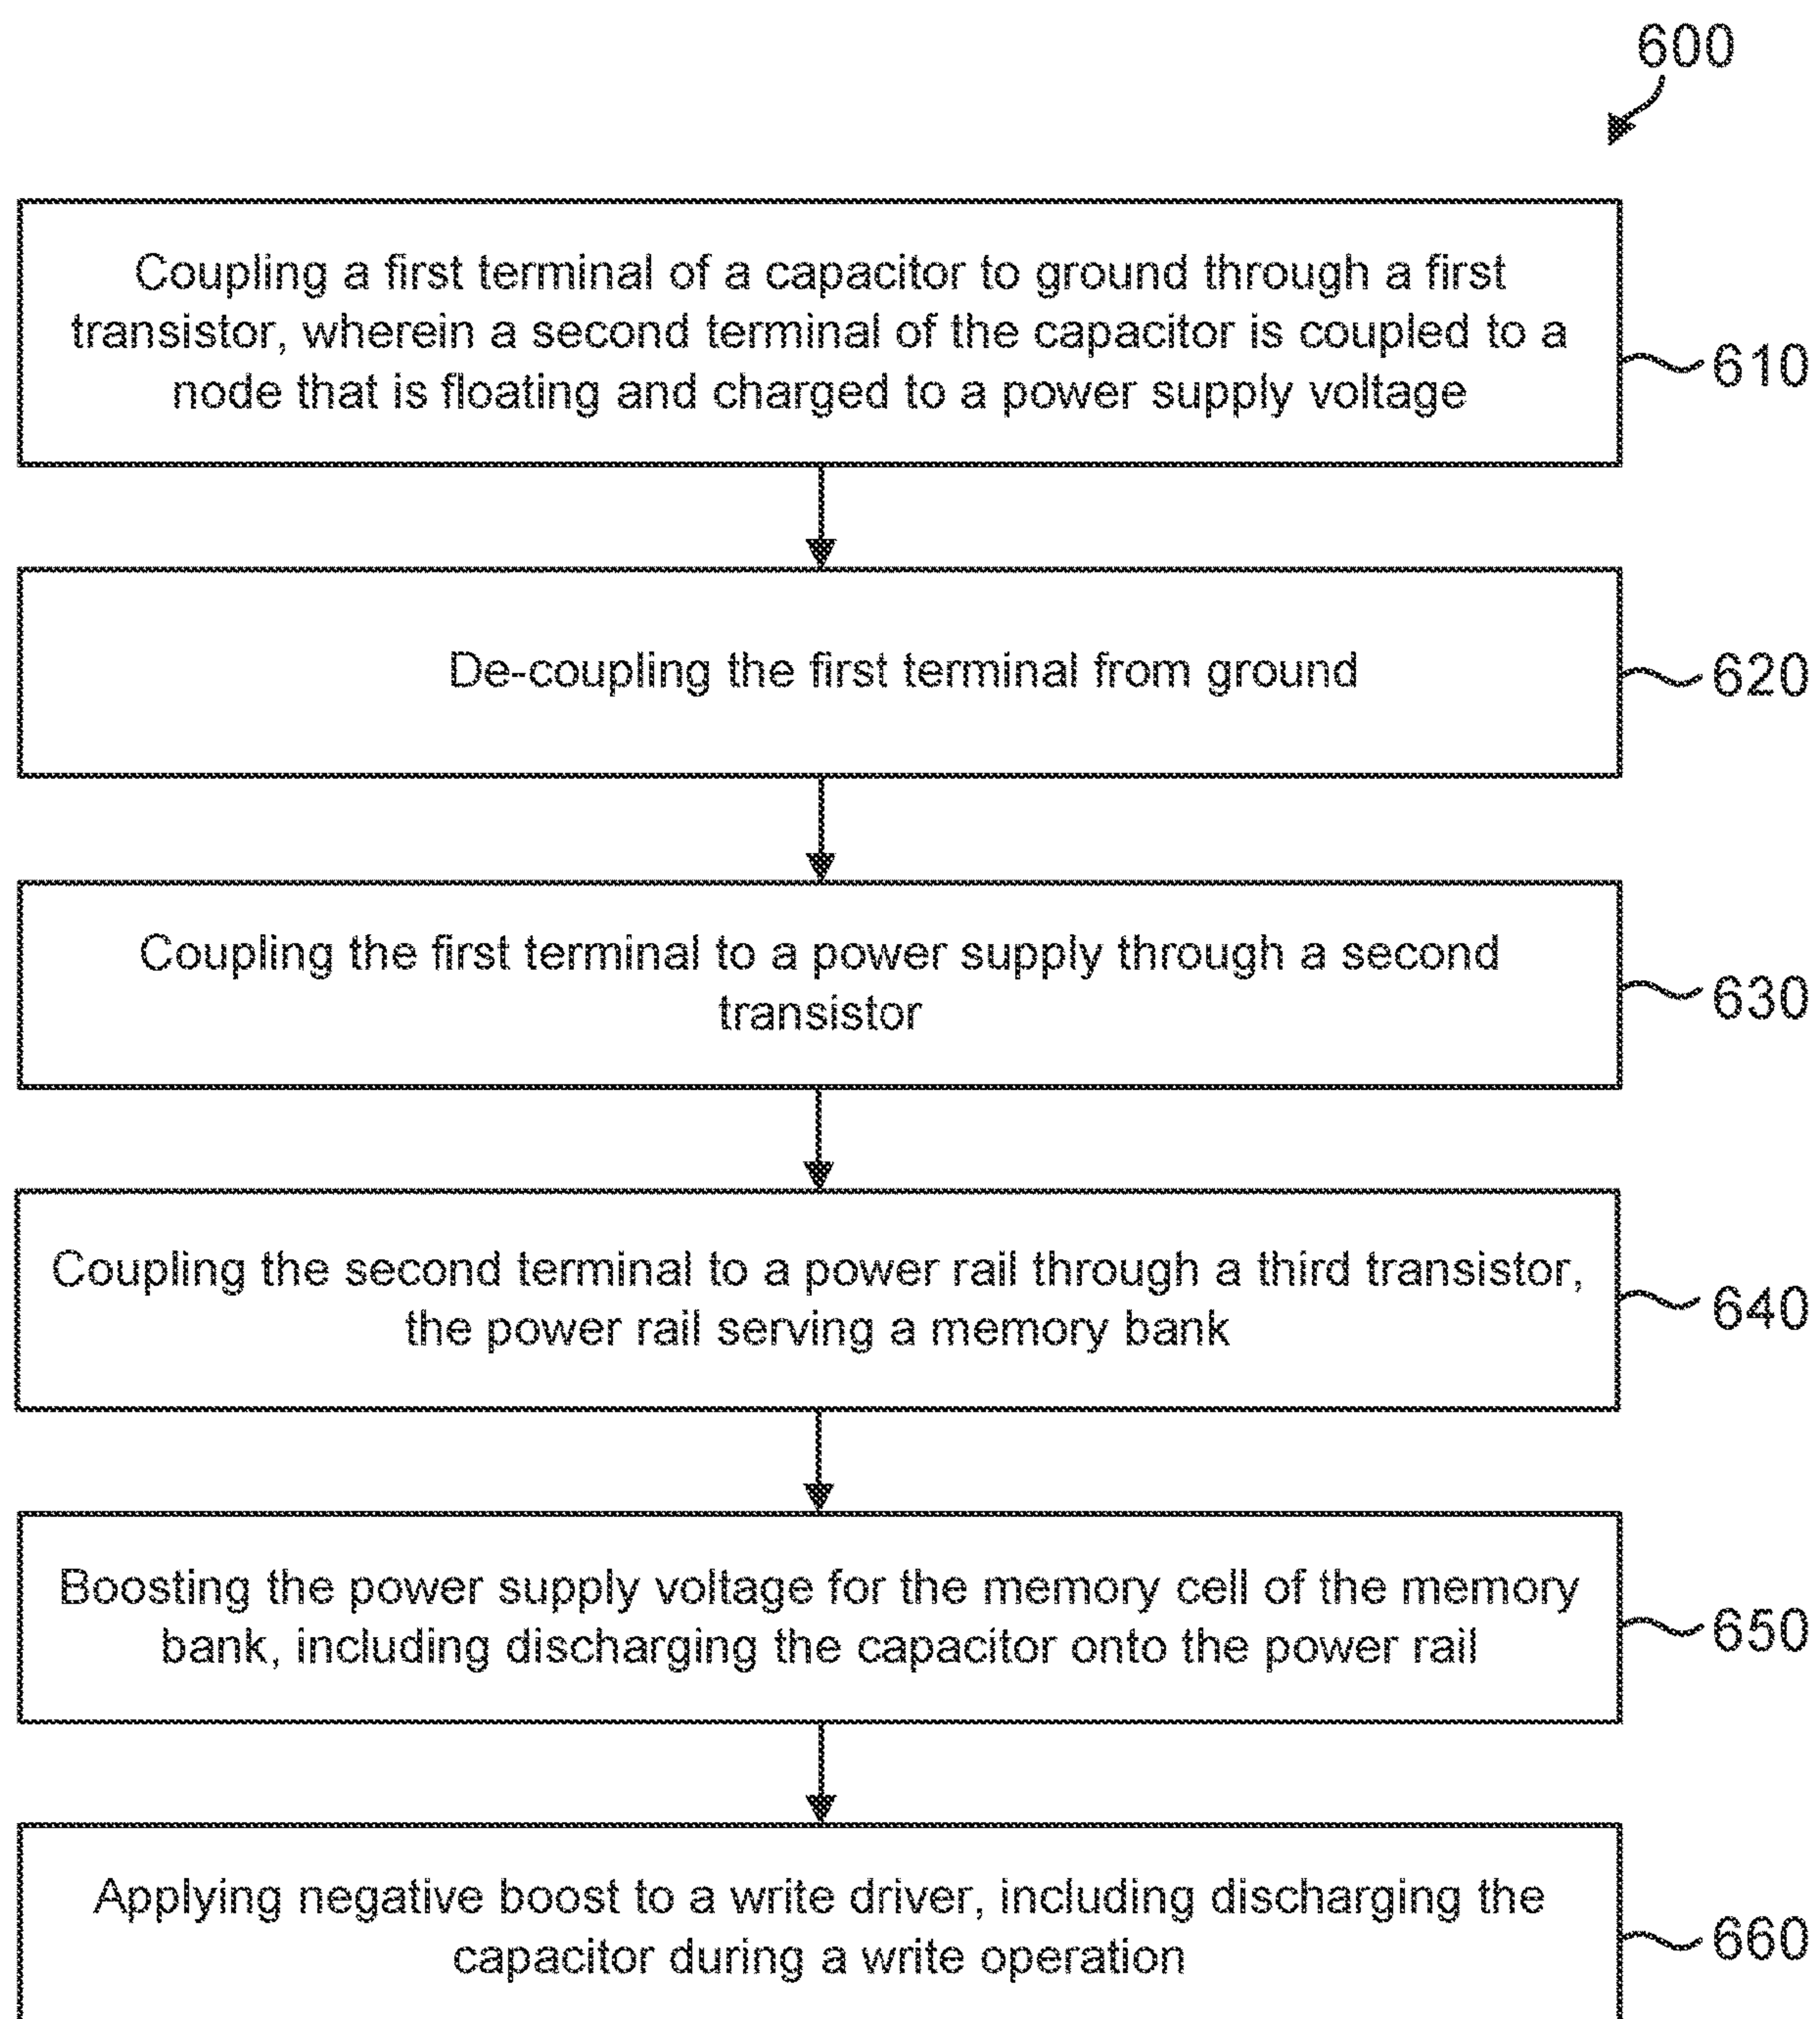 600
Coupling a first terminal of a capacitor to ground through a first
transistor, wherein a second terminal of the capacitor is coupled to a
node that is floating and charged to a power supply voltage
610
De-coupling the first terminal from ground
620
Coupling the first terminal to a power supply through a second
transistor
630
Coupling the second terminal to a power rail through a third transistor,
the power rail serving a memory bank
640
Boosting the power supply voltage for the memory cell of the memory
bank, including discharging the capacitor onto the power rail
650
Applying negative boost to a write driver, including discharging the
capacitor during a write operation
660